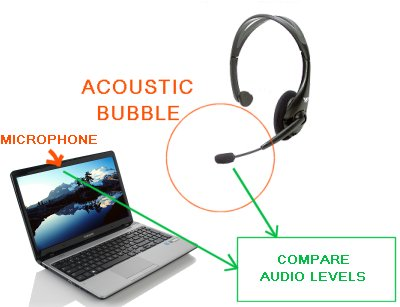 ACOUSTIC
BUBBLE
MICROPHONE
COMPARE
AUDIO LEVELS